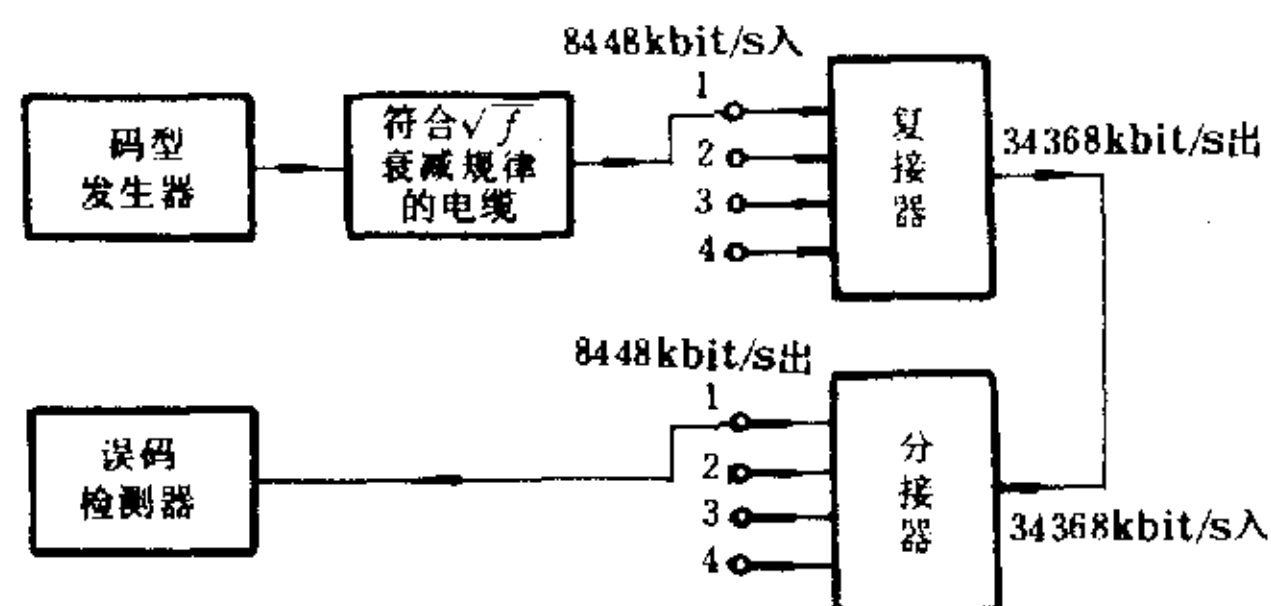 8448kbit/s入
码型
发生器
符合√f
衰减规律
的电缆
1
2
3
4
复
接
器
34368kbit/s出
8448kbit/s出
误码
检测器
1
2
3
4
分
接
器
34368kbit/s入